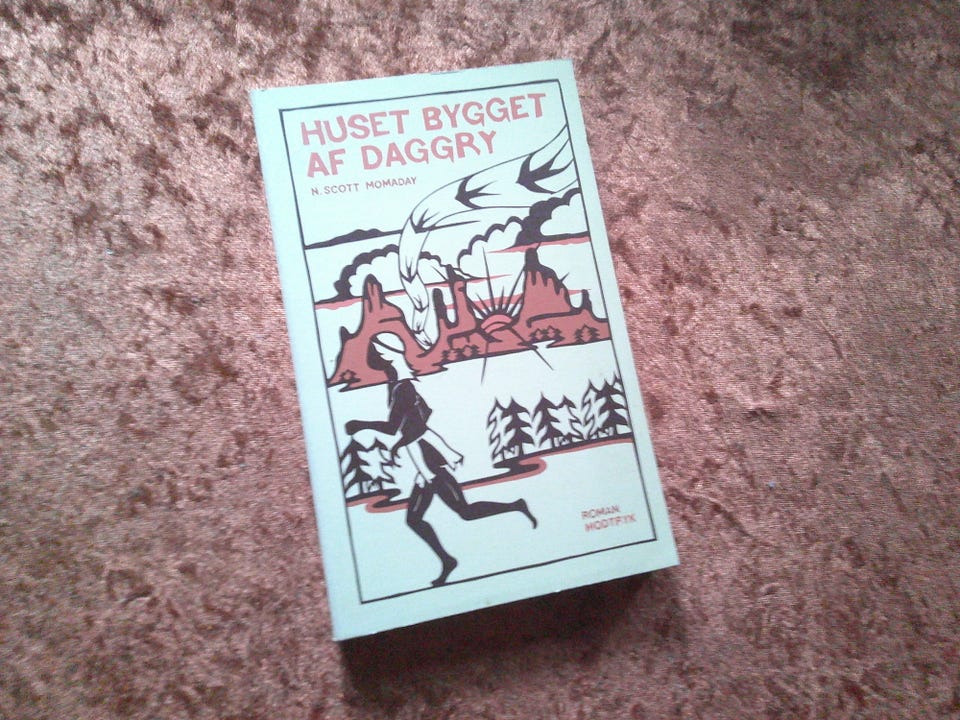 HUSET BYGGET
AF DAGGRY
N. SCOTT MOMADAY
ROMAN
MODTRYK